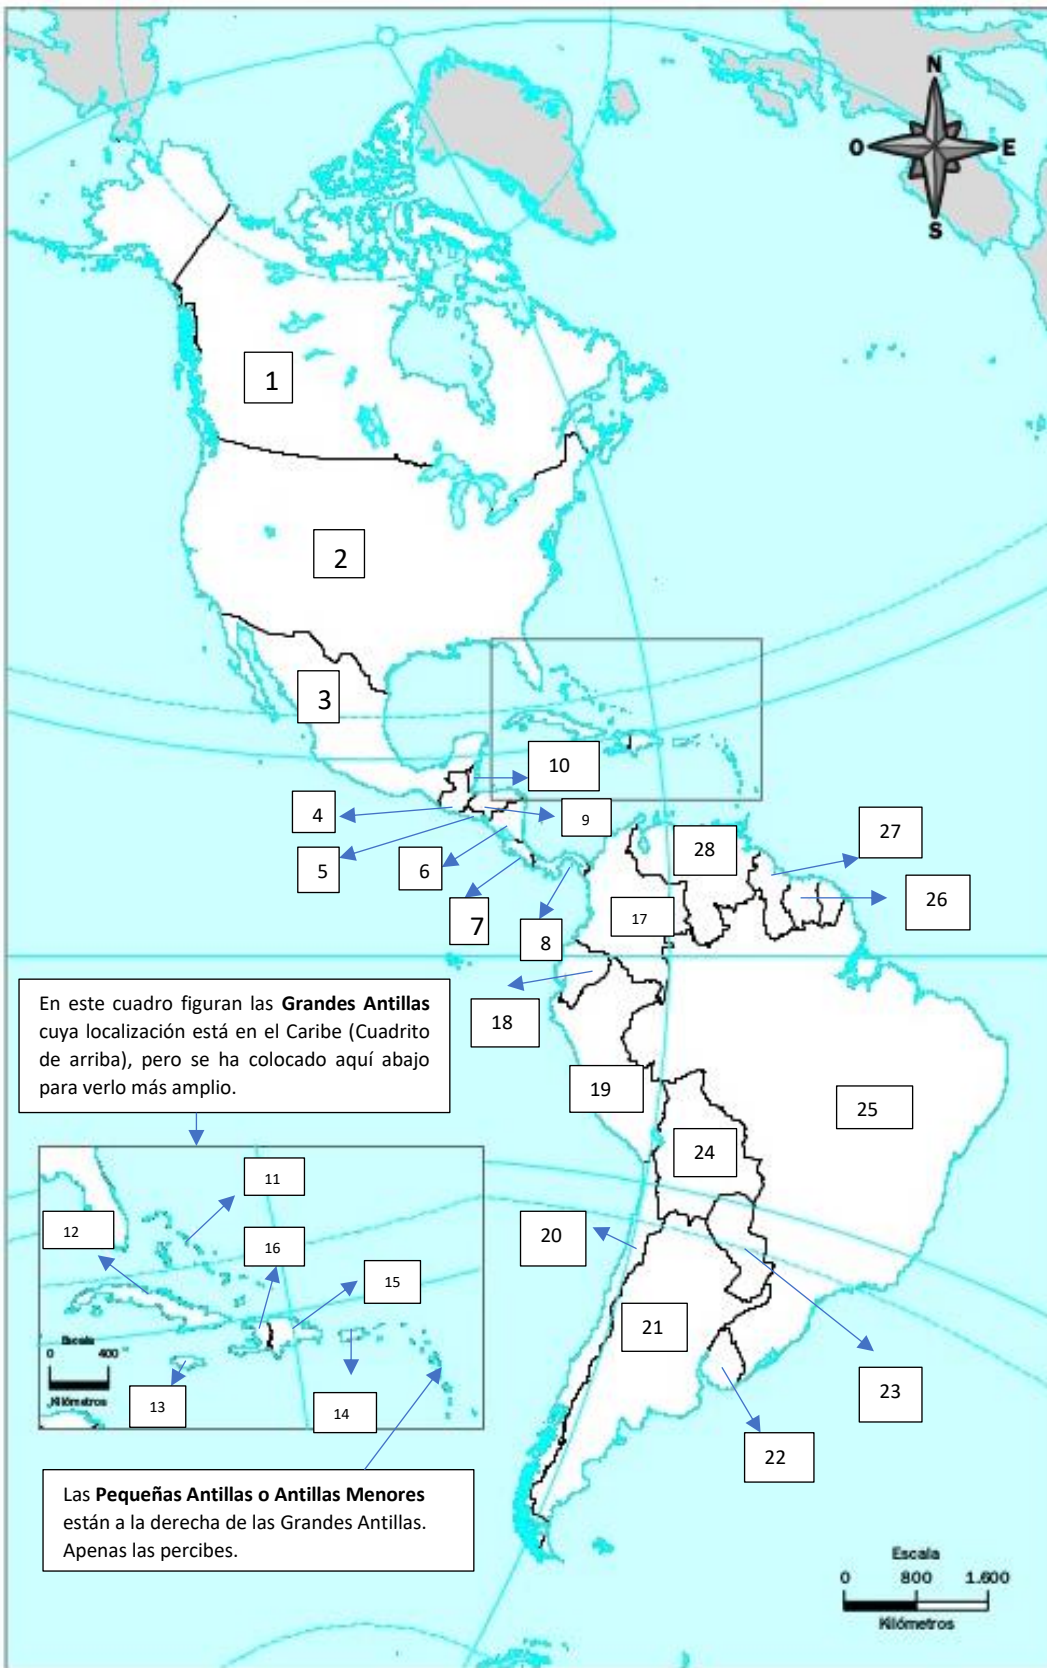 N
O
E
S
1
2
3
10
4
9
5
6
7
8
27
28
26
17
18
19
25
24
20
21
23
22
En este cuadro figuran las Grandes Antillas
cuya localización está en el Caribe (Cuadrito
de arriba), pero se ha colocado aquí abajo
para verlo más amplio.
11
12
16
15
Escala
0 400
Kilómetros
13
14
Las Pequeñas Antillas o Antillas Menores
están a la derecha de las Grandes Antillas.
Apenas las percibes.
Escala
0 800 1.600
Kilómetros